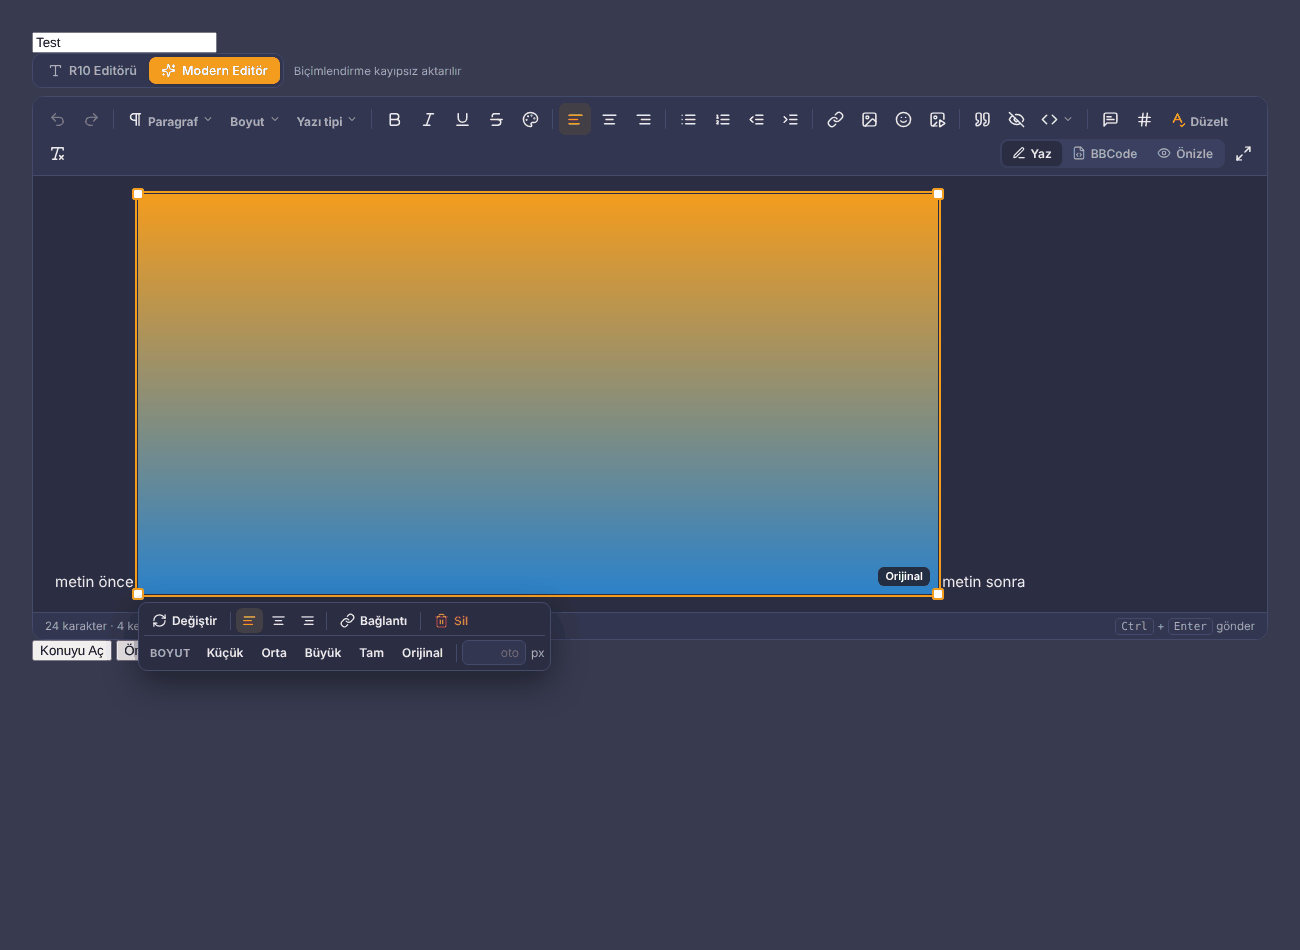 Test
R10 Editörü Modern Editör Biçimlendirme kayıpsız aktarılır
Paragraf Boyut Yazı tipi Düzelt
Yaz BBCode Önizle
Orijinal
metin önce metin sonra
24 karakter · 4 ke Ctrl + Enter gönder
Değiştir Bağlantı Sil
Konuyu Aç
BOYUT Küçük Orta Büyük Tam Orijinal oto px